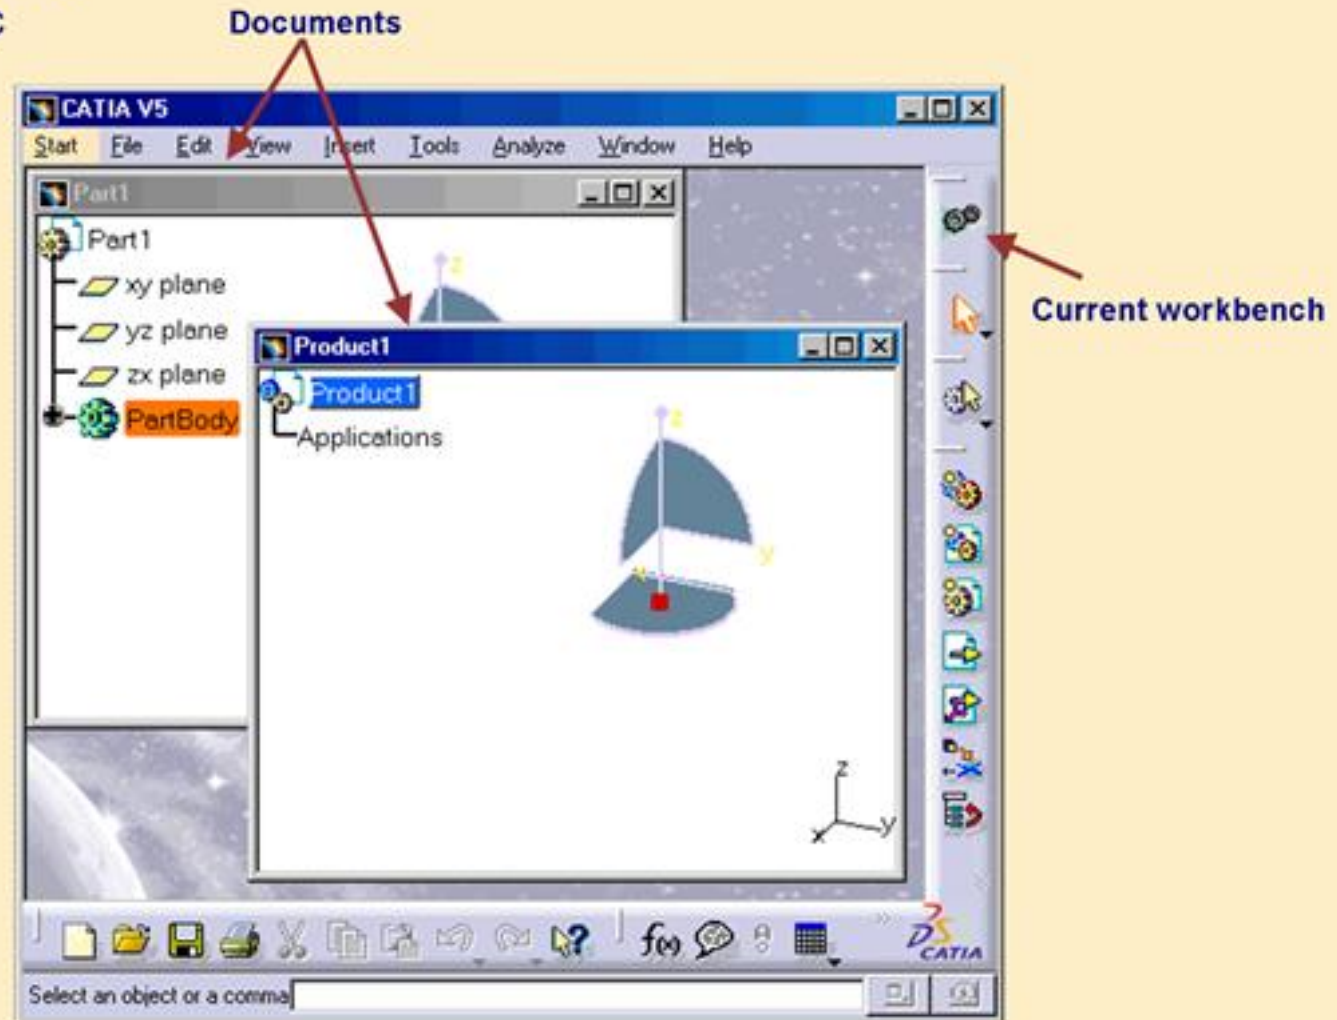 Documents
CATIA V5
Start File Edit View Insert Tools Analyze Window Help
Part1
Part1
xy plane
yz plane
zx plane
PartBody
Current workbench
Product1
Product1
Applications
z
z
y
x
z
y
x
f(x)
DS
CATIA
Select an object or a comma